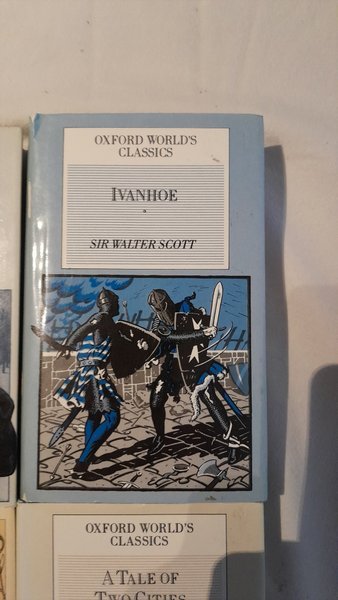 OXFORD WORLD'S
CLASSICS
IVANHOE
SIR WALTER SCOTT
OXFORD WORLD'S
CLASSICS
A TALE OF
TWO CITIES